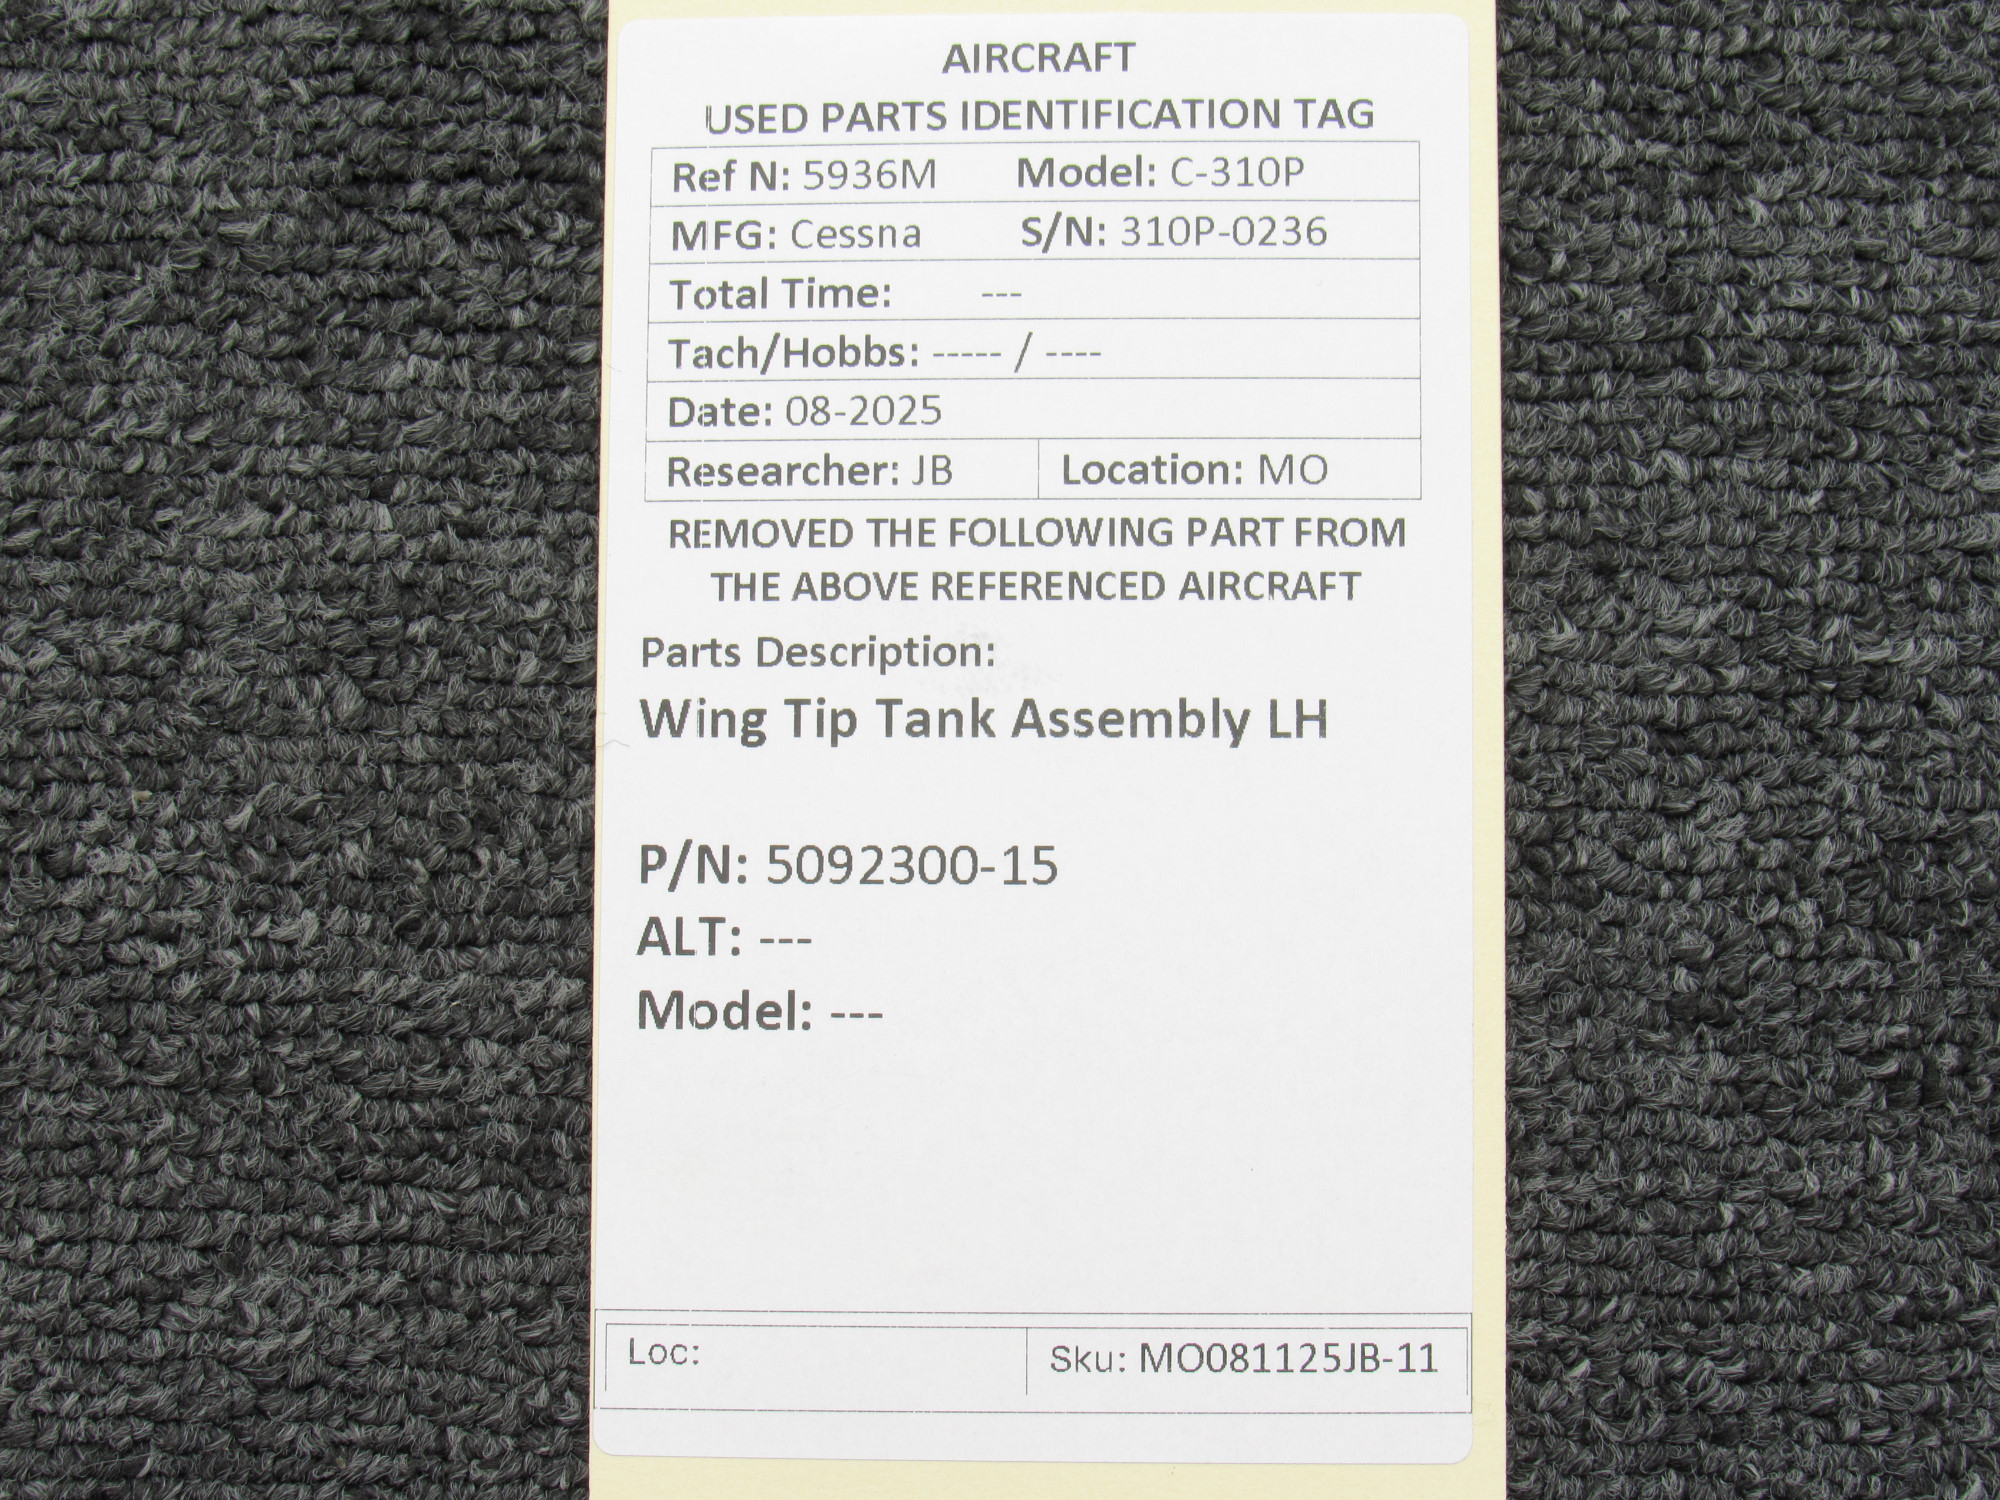 AIRCRAFT
USED PARTS IDENTIFICATION TAG
Ref N: 5936M Model: C-310P
MFG: Cessna S/N: 310P-0236
Total Time: ---
Tach/Hobbs: ----- / ----
Date: 08-2025
Researcher: JB Location: MO
REMOVED THE FOLLOWING PART FROM
THE ABOVE REFERENCED AIRCRAFT
Parts Description:
Wing Tip Tank Assembly LH
P/N: 5092300-15
ALT: ---
Model: ---
Loc: Sku: MO081125JB-11